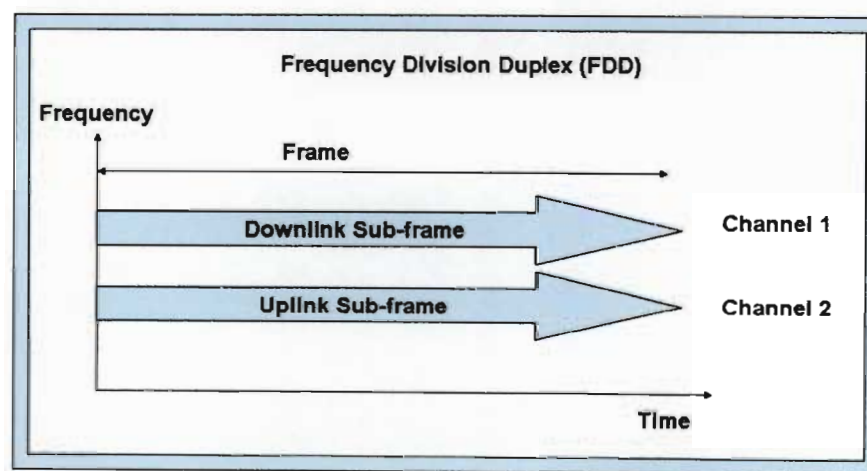 Frequency Division Duplex (FDD)
Frequency
Frame
Downlink Sub-frame
Channel 1
Uplink Sub-frame
Channel 2
Time